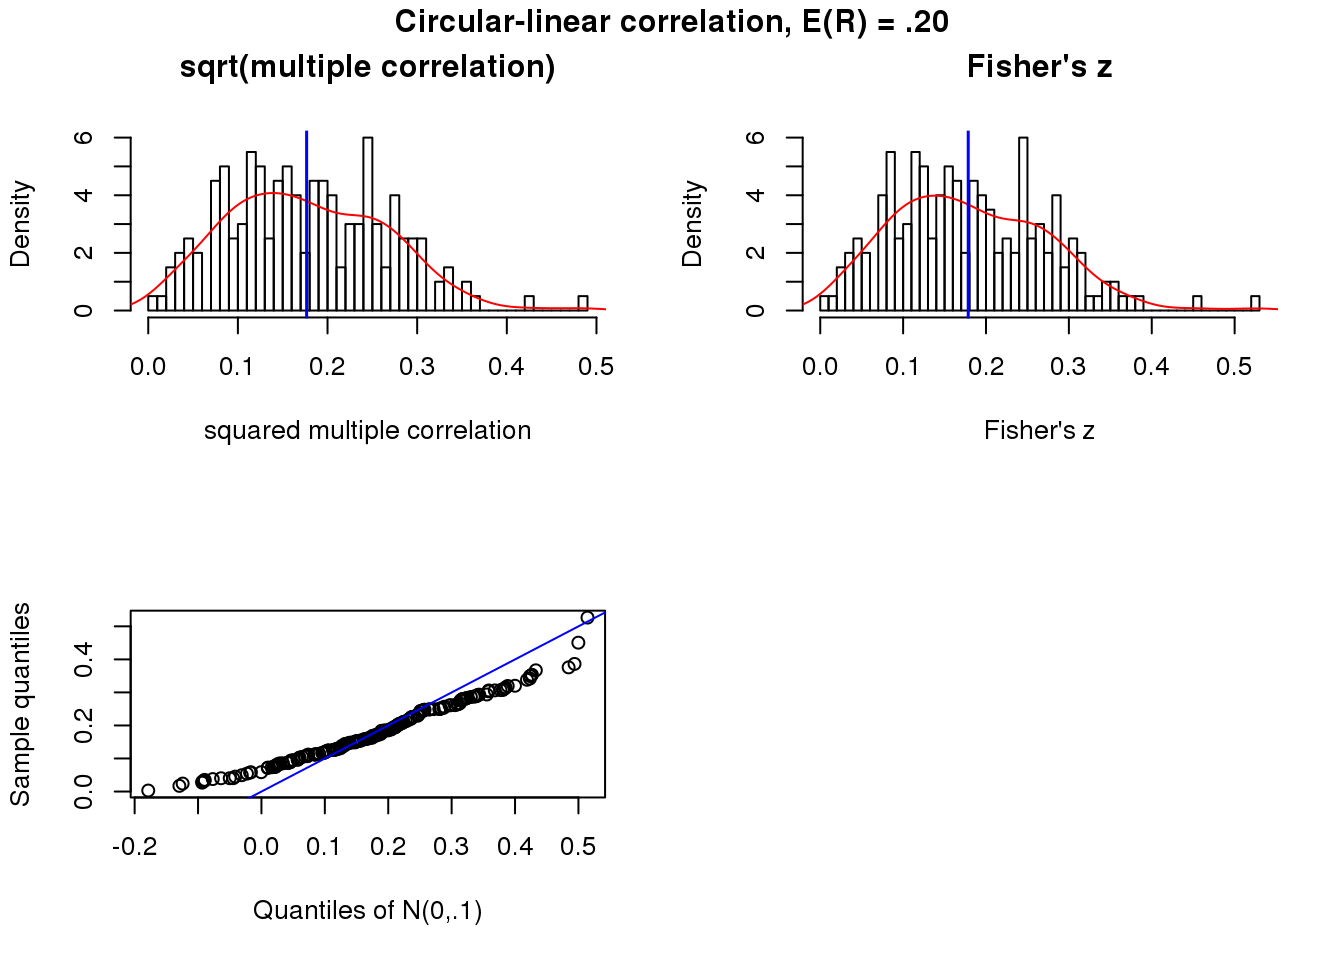 Circular-linear correlation, E(R) = .20
sqrt(multiple correlation)
Density
0 2 4 6
0.0 0.1 0.2 0.3 0.4 0.5
squared multiple correlation
Fisher's z
Density
0 2 4 6
0.0 0.1 0.2 0.3 0.4 0.5
Fisher's z
Sample quantiles
0.0 0.2 0.4
-0.2 0.0 0.1 0.2 0.3 0.4 0.5
Quantiles of N(0,.1)